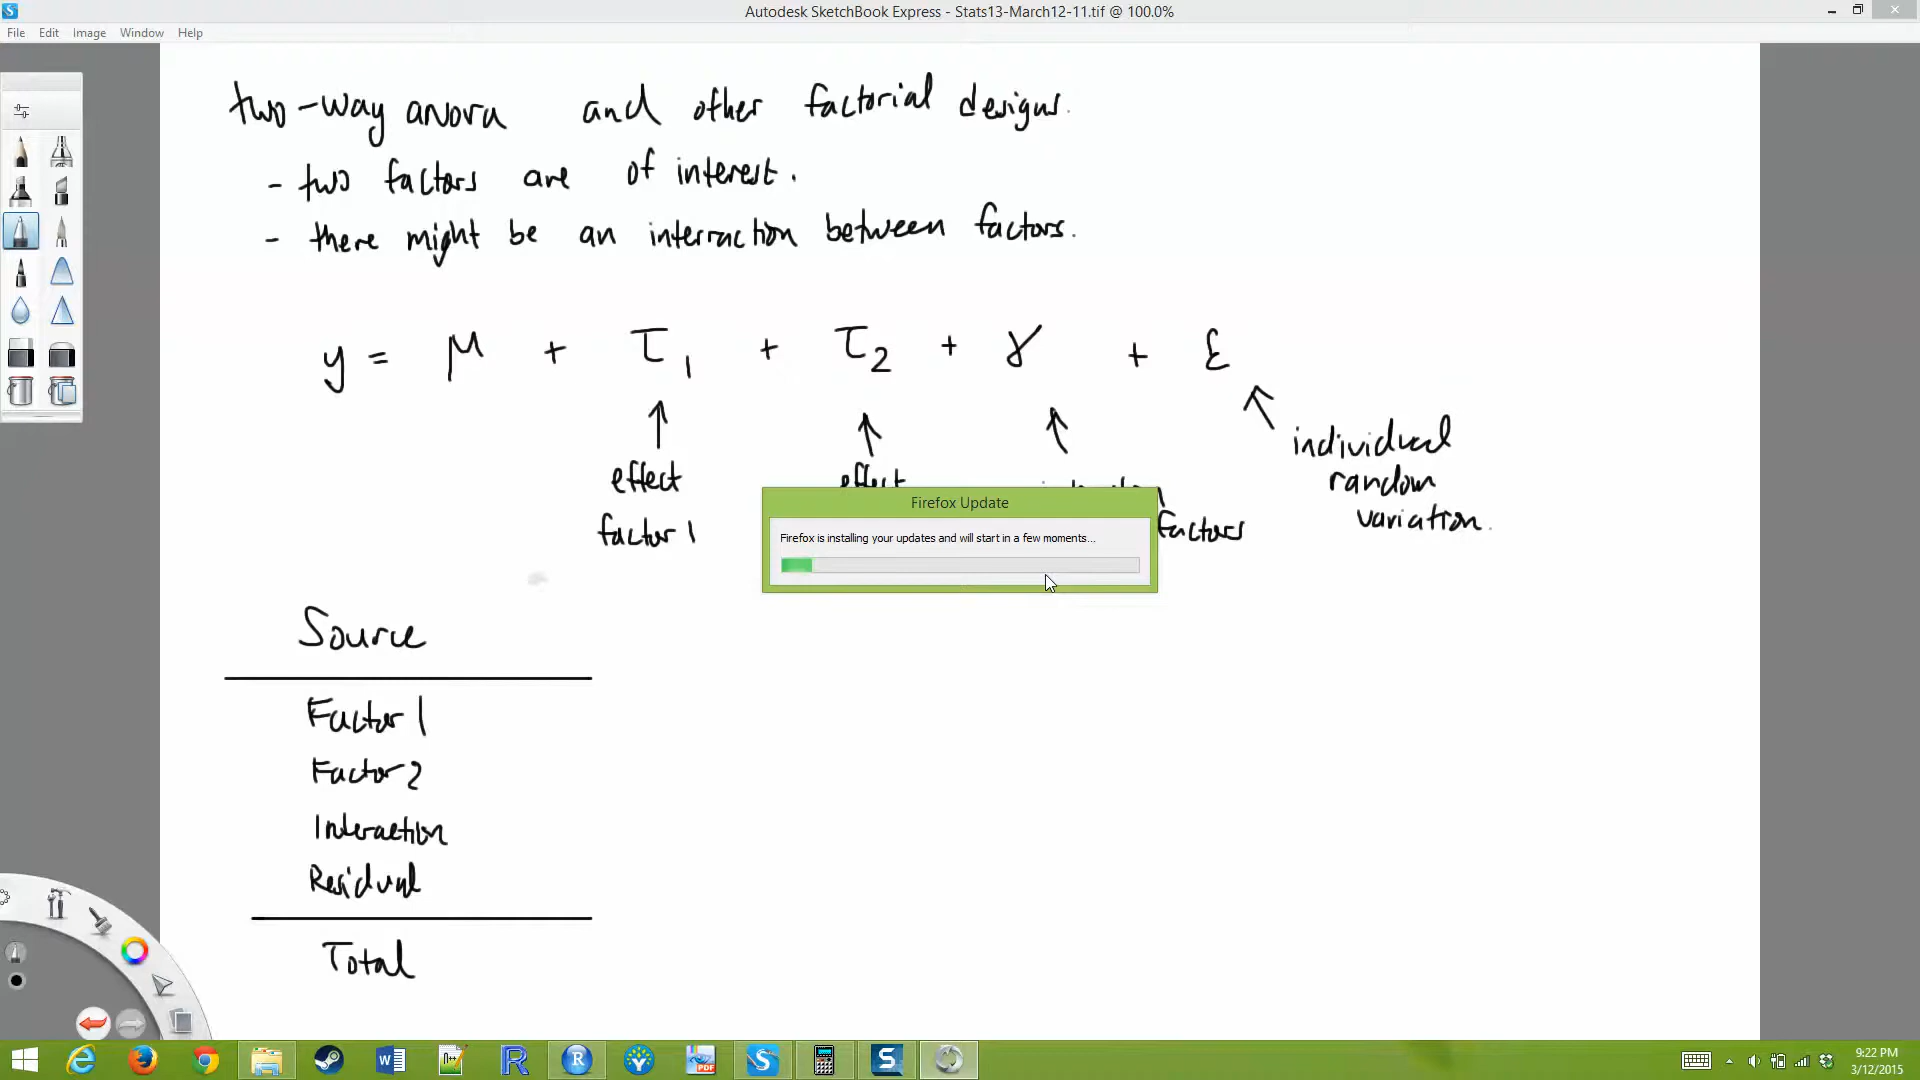 Autodesk SketchBook Express - Stats13-March12-11.tif @ 100.0%
File Edit Image Window Help
two-way anova and other factorial designs.
- two factors are of interest.
- there might be an interraction between factors.
y = μ + τ1 + τ2 + γ + ε
effect
factor 1
effect
factors
individual
random
variation.
Firefox Update
Firefox is installing your updates and will start in a few moments...
Source
Factor 1
Factor 2
Interaction
Residual
Total
9:22 PM
3/12/2015